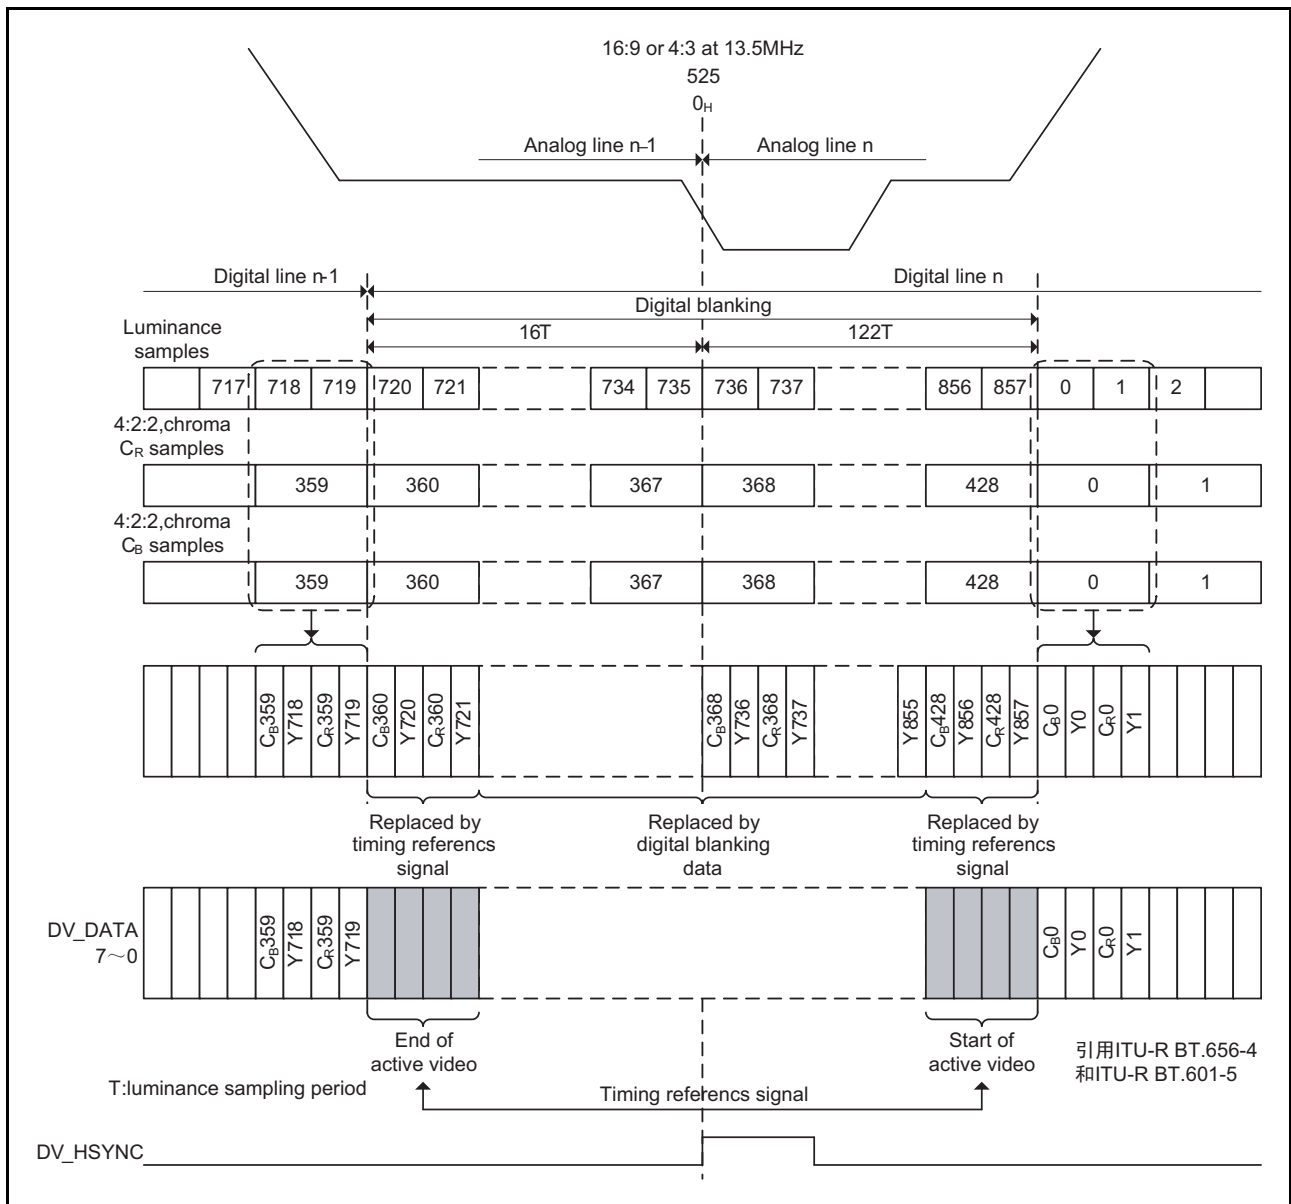 16:9 or 4:3 at 13.5MHz
525
0H
Analog line n–1
Analog line n
Digital line n-1
Digital line n
Digital blanking
Luminance
samples
16T
122T
717 718 719 720 721 734 735 736 737 856 857 0 1 2
4:2:2,chroma
CR samples
359 360 367 368 428 0 1
4:2:2,chroma
CB samples
359 360 367 368 428 0 1
CB359 Y718 CR359 Y719 CB360 Y720 CR360 Y721 CB368 Y736 CR368 Y737 Y855 CB428 Y856 CR428 Y857 CB0 Y0 CR0 Y1
Replaced by
timing referencs
signal
Replaced by
digital blanking
data
Replaced by
timing referencs
signal
DV_DATA
7～0
CB359 Y718 CR359 Y719 CB0 Y0 CR0 Y1
End of
active video
Start of
active video
引用ITU-R BT.656-4
和ITU-R BT.601-5
T:luminance sampling period
Timing referencs signal
DV_HSYNC